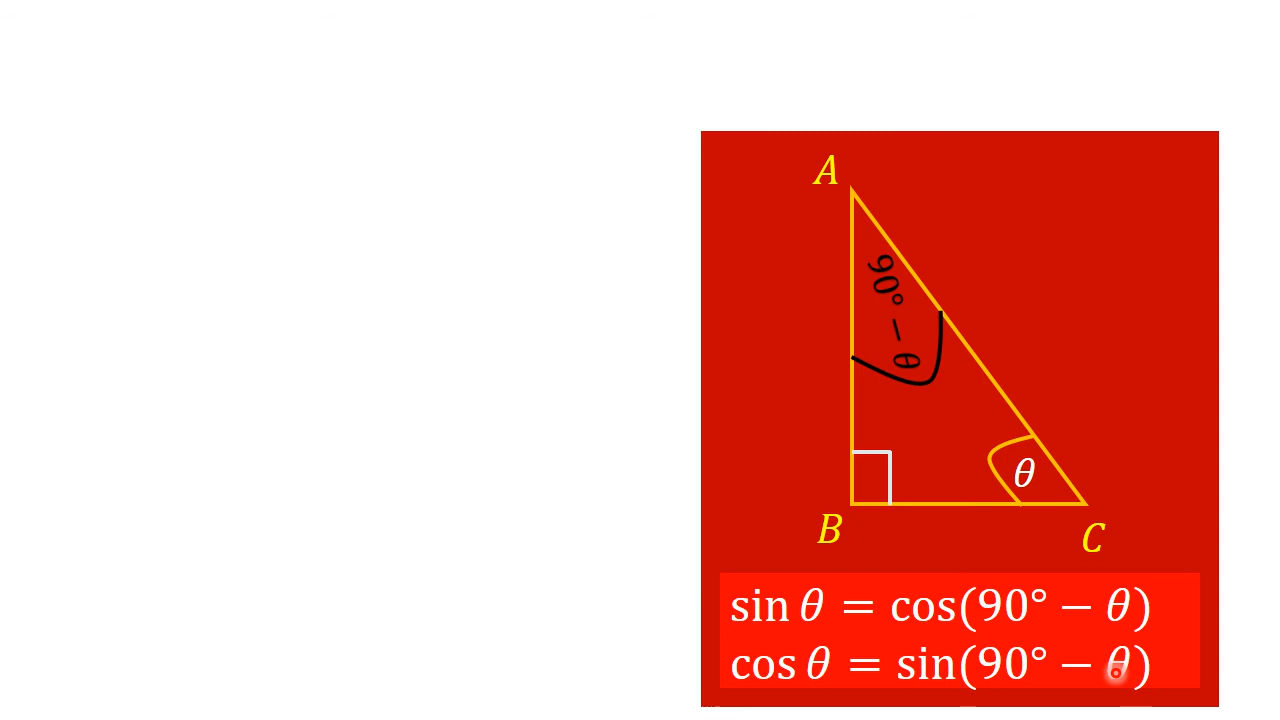 A
90° − θ
θ
B
C
sin θ = cos(90° − θ)
cos θ = sin(90° − θ)